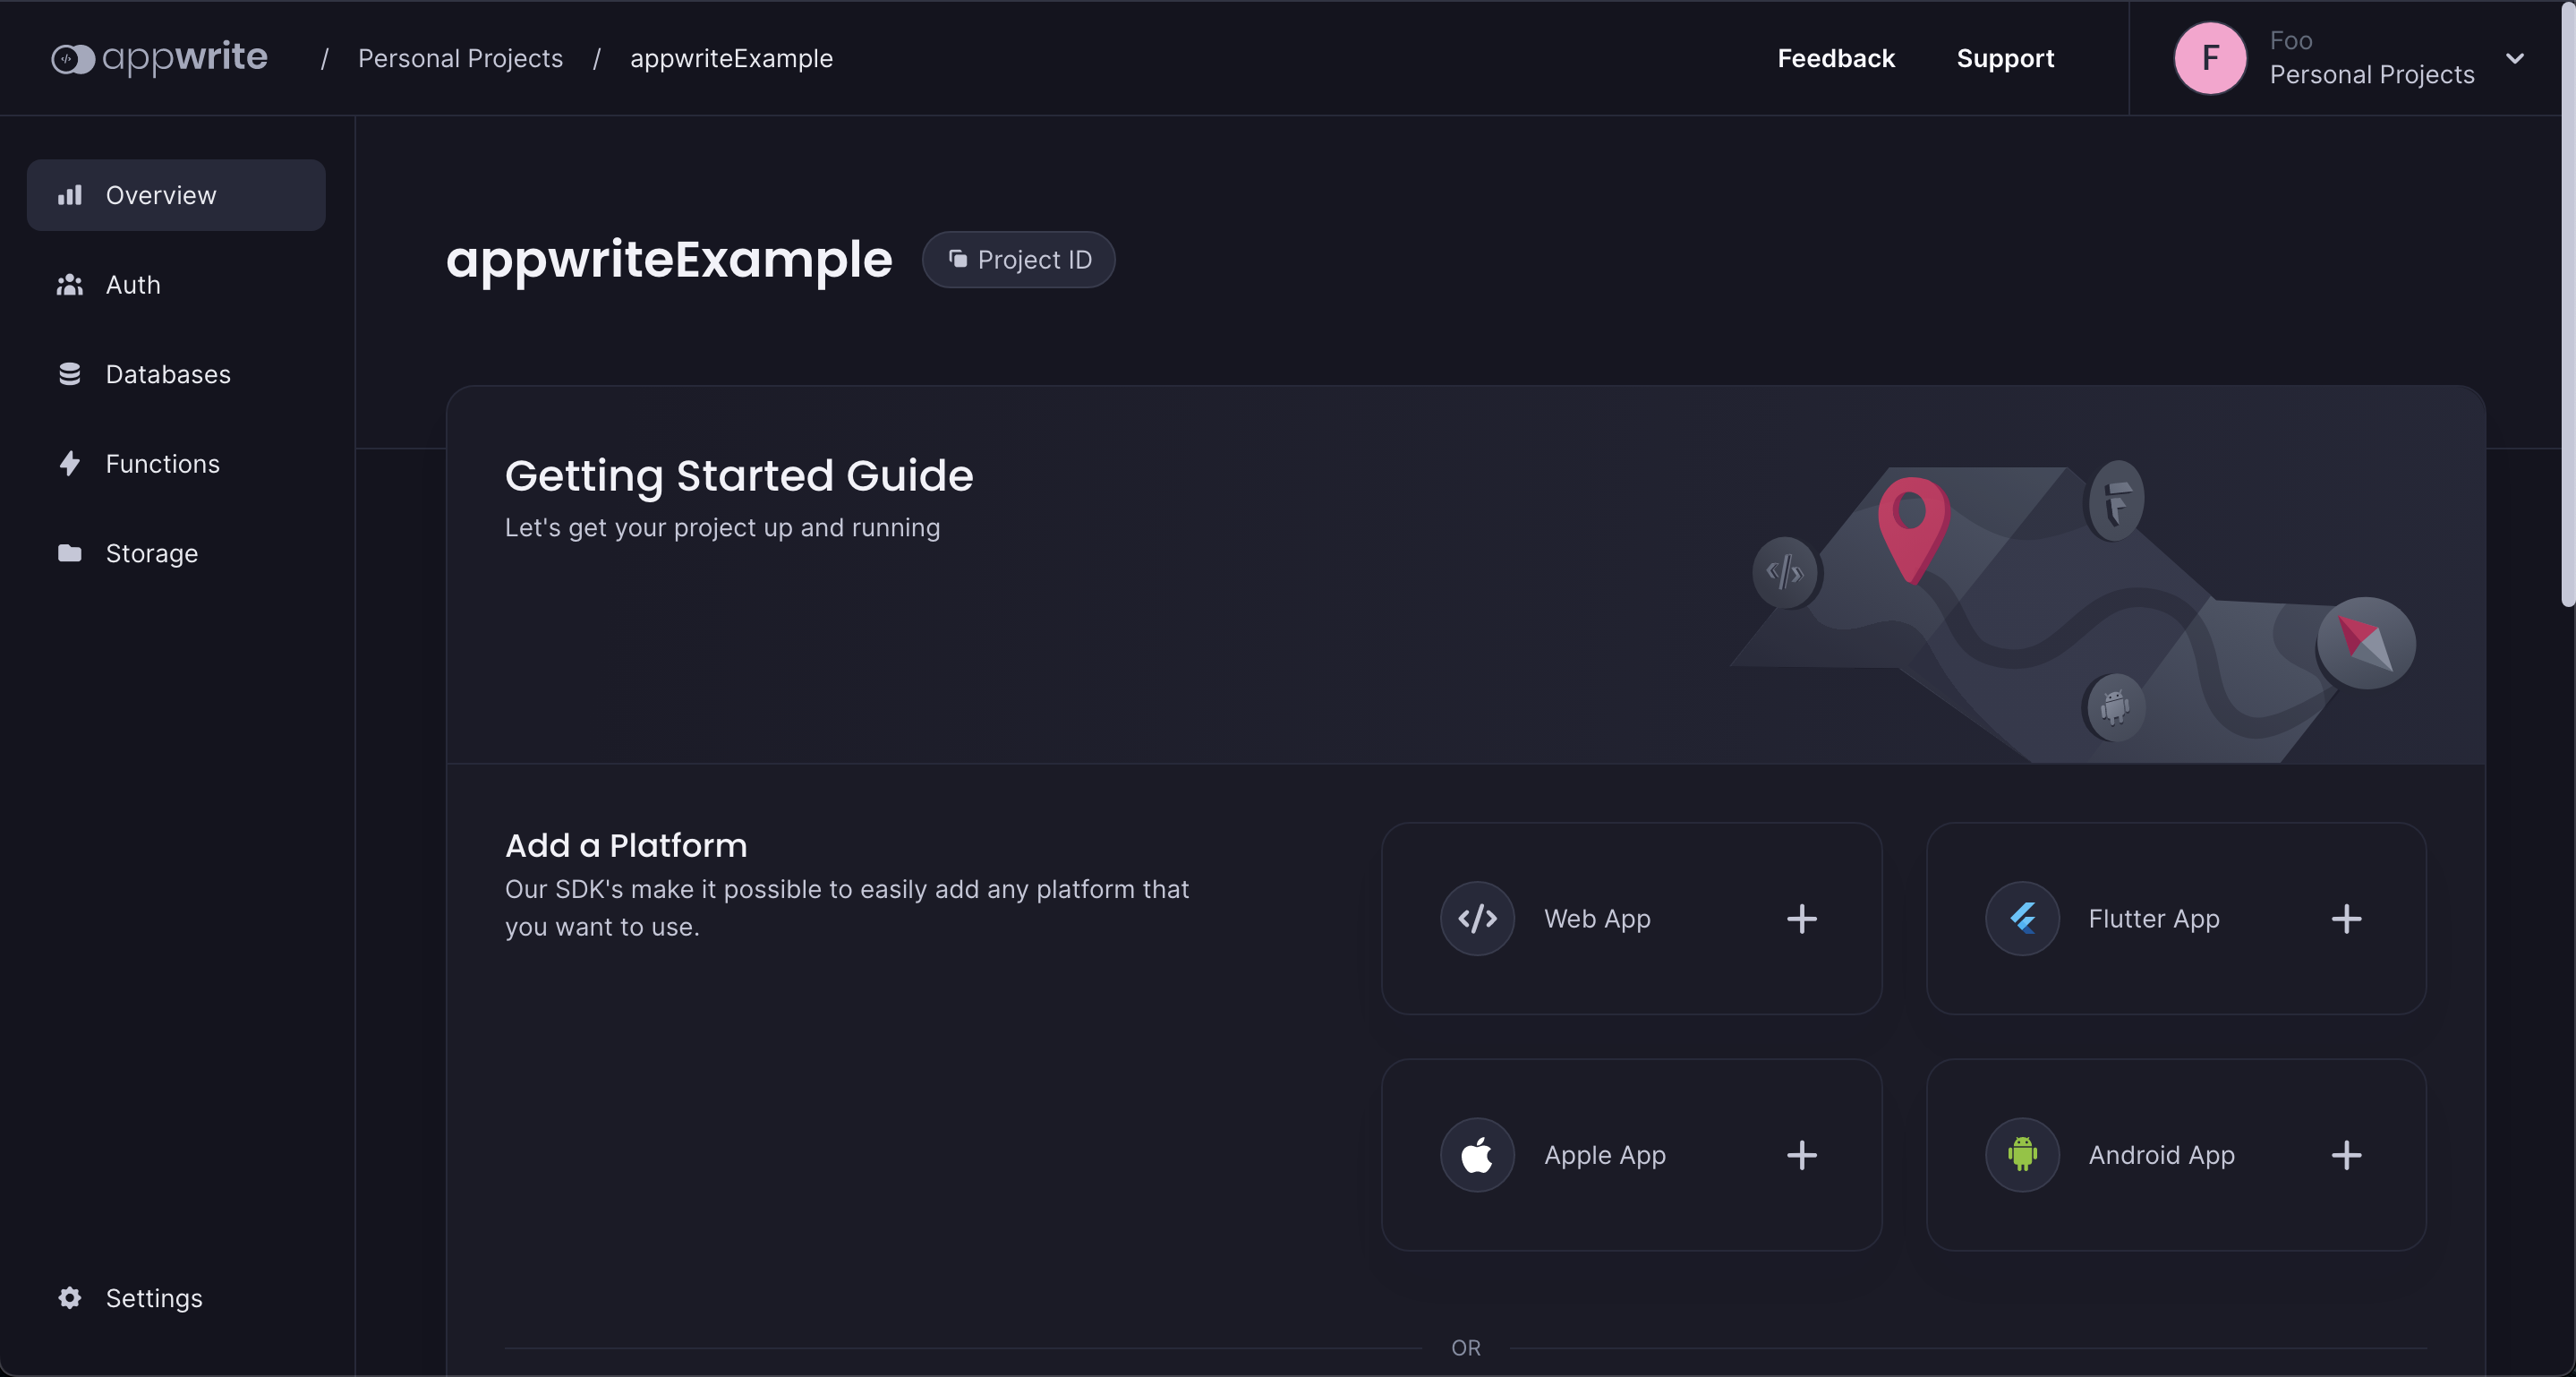 appwrite / Personal Projects / appwriteExample
Feedback
Support
F
Foo
Personal Projects
Overview
Auth
Databases
Functions
Storage
Settings
appwriteExample
Project ID
Getting Started Guide
Let's get your project up and running
Add a Platform
Our SDK's make it possible to easily add any platform that
you want to use.
Web App
Flutter App
Apple App
Android App
OR